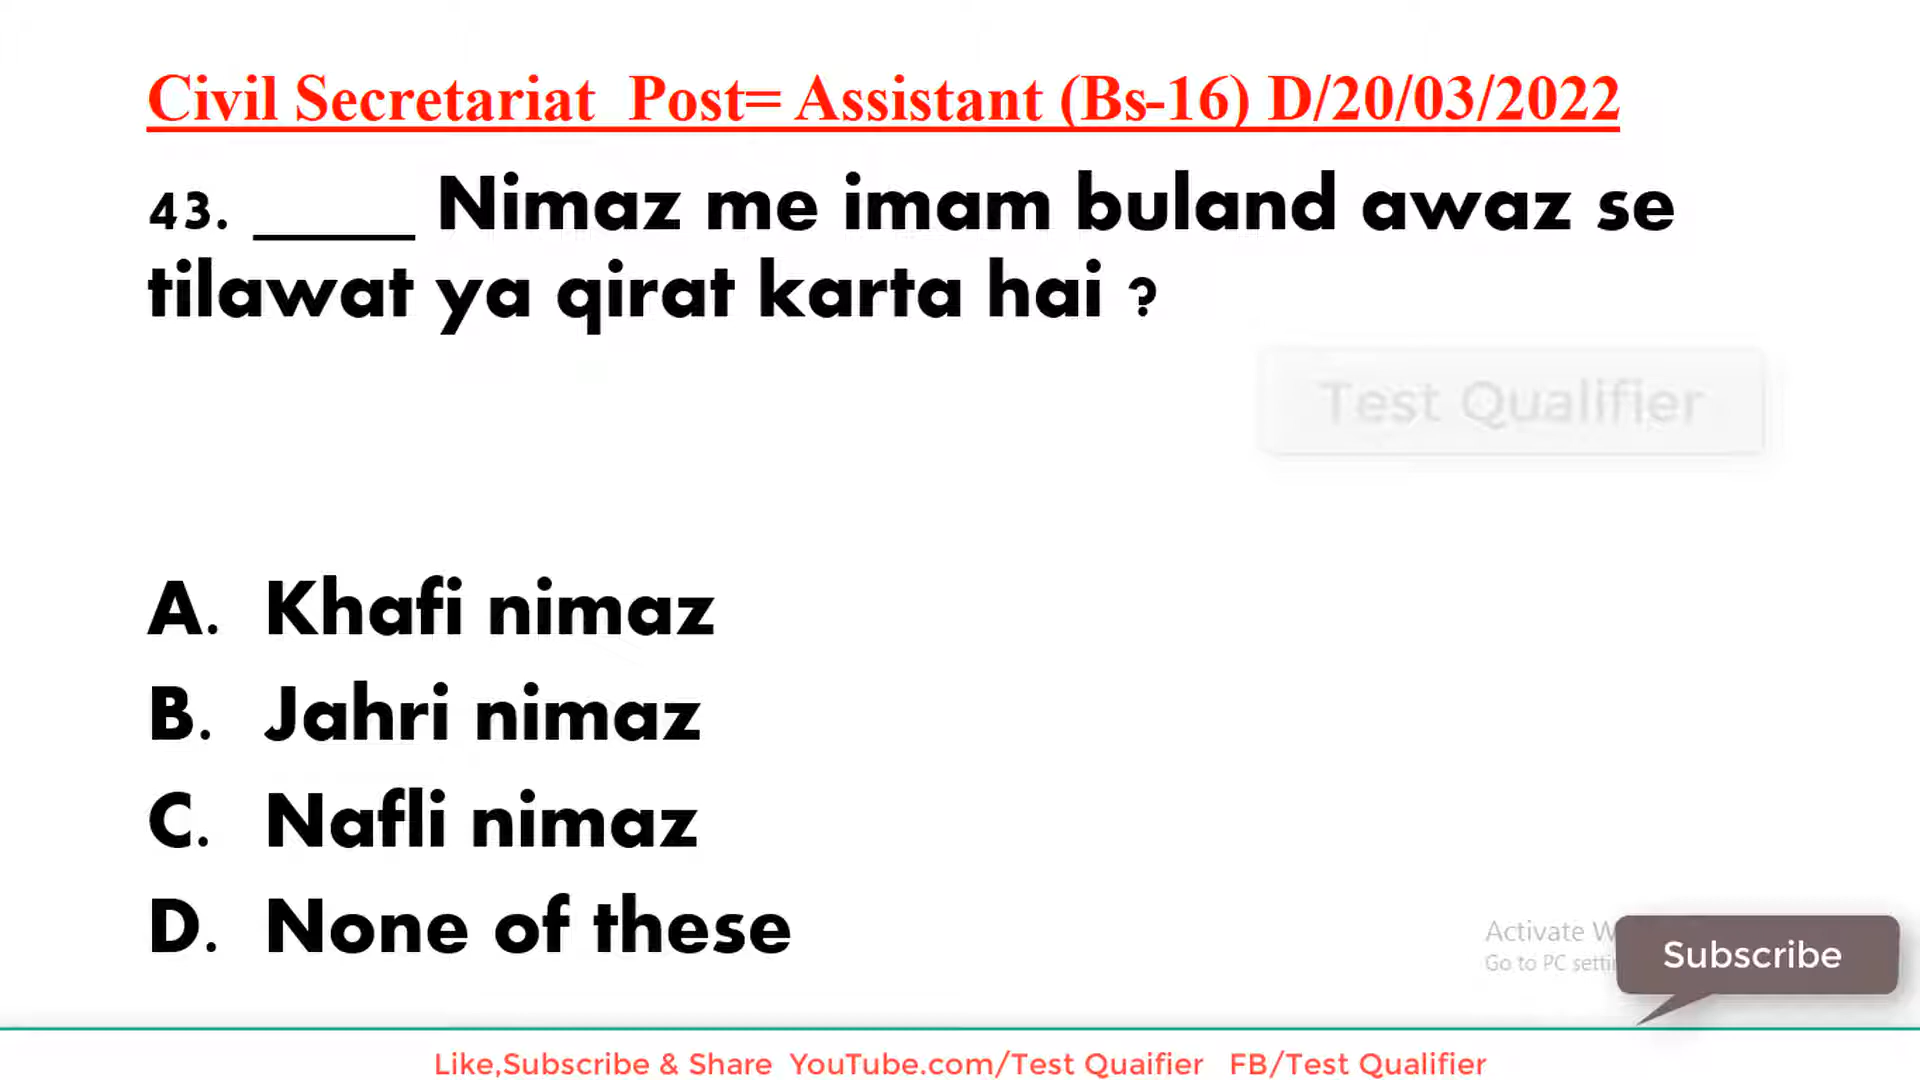 Civil Secretariat Post= Assistant (Bs-16) D/20/03/2022
43. _____ Nimaz me imam buland awaz se
tilawat ya qirat karta hai ?
Test Qualifier
A. Khafi nimaz
B. Jahri nimaz
C. Nafli nimaz
D. None of these
Activate
Go to PC
Subscribe
Like,Subscribe & Share YouTube.com/Test Quaifier FB/Test Qualifier